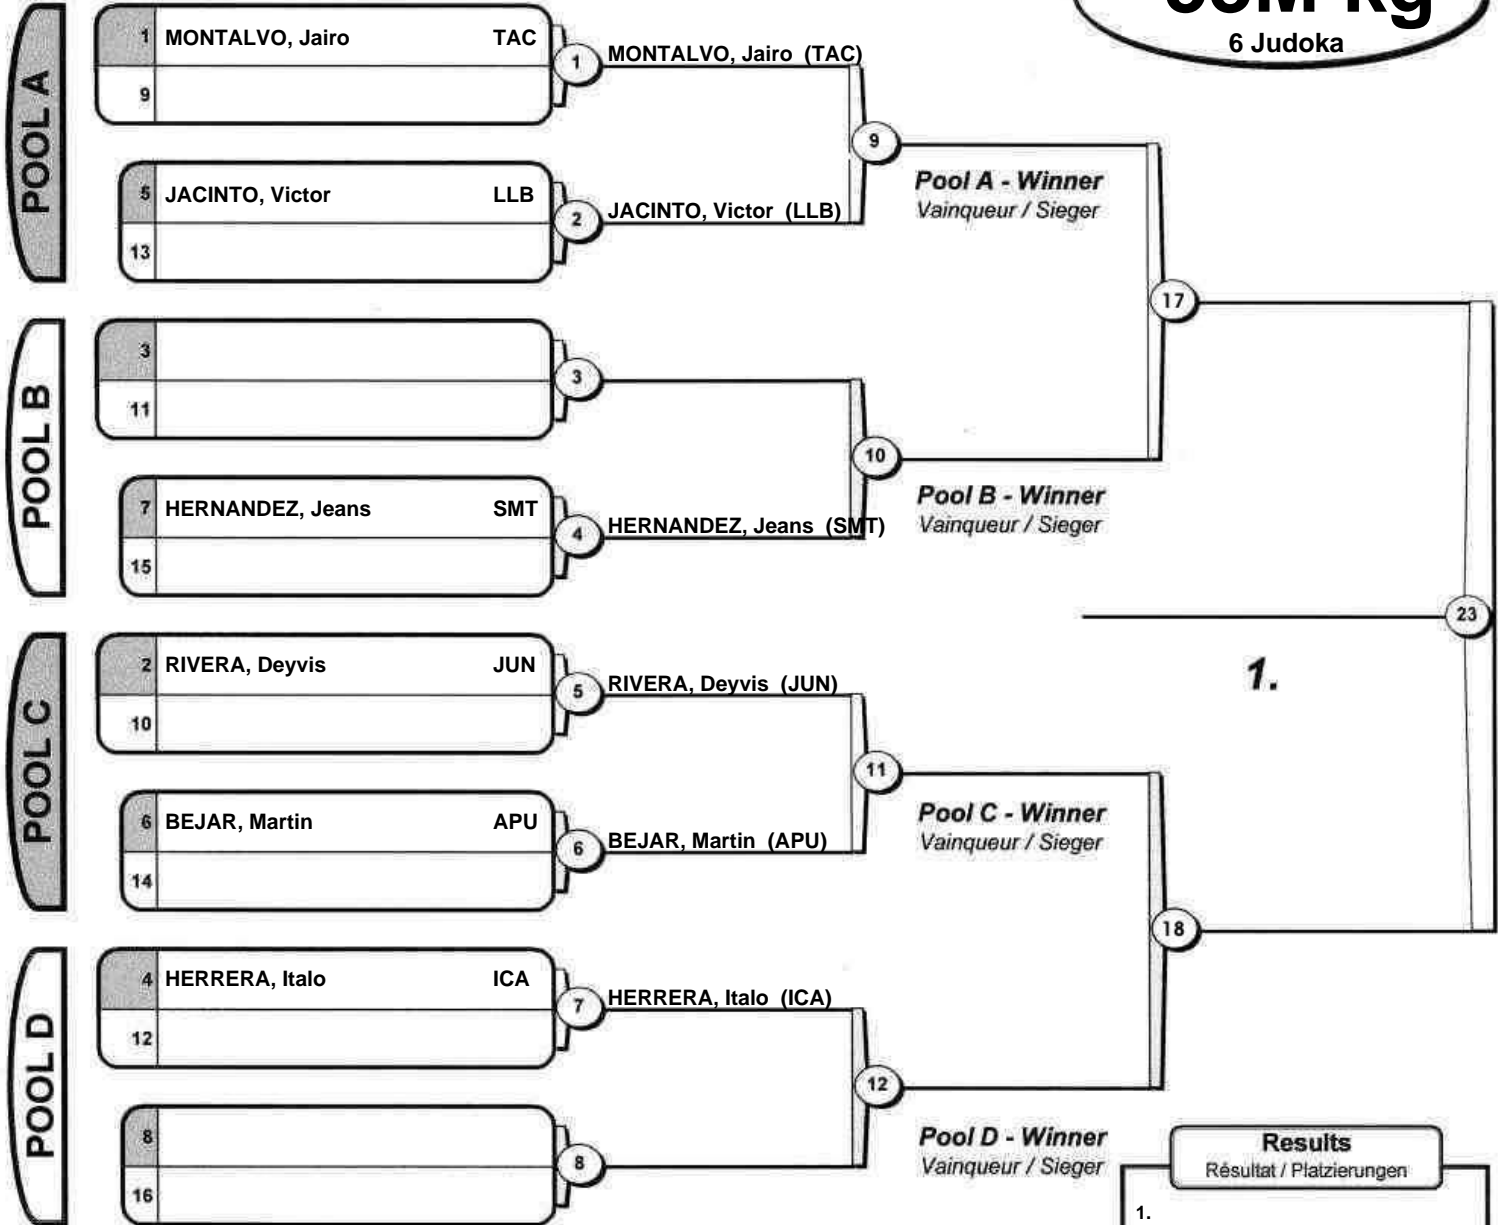 6 Judoka
POOL A
1 MONTALVO, Jairo TAC
9
1
MONTALVO, Jairo (TAC)
5 JACINTO, Victor LLB
13
2
JACINTO, Victor (LLB)
9
Pool A - Winner
Vainqueur / Sieger
17
POOL B
3
11
3
7 HERNANDEZ, Jeans SMT
15
4
HERNANDEZ, Jeans (SMT)
10
Pool B - Winner
Vainqueur / Sieger
23
1.
POOL C
2 RIVERA, Deyvis JUN
10
5
RIVERA, Deyvis (JUN)
6 BEJAR, Martin APU
14
6
BEJAR, Martin (APU)
11
Pool C - Winner
Vainqueur / Sieger
18
POOL D
4 HERRERA, Italo ICA
12
7
HERRERA, Italo (ICA)
8
16
8
12
Pool D - Winner
Vainqueur / Sieger
Results
Résultat / Platzierungen
1.